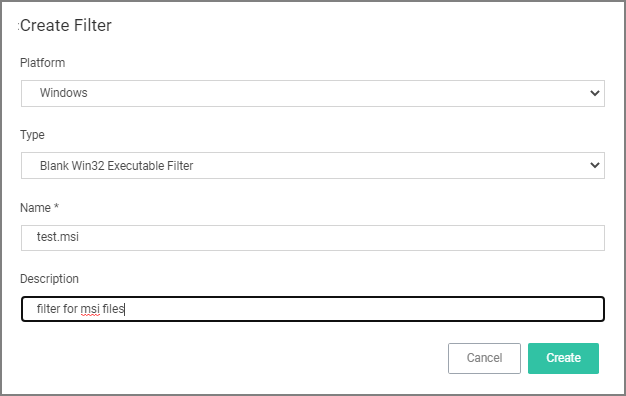 Create Filter
Platform
Windows
Type
Blank Win32 Executable Filter
Name *
test.msi
Description
filter for msi files
Cancel
Create